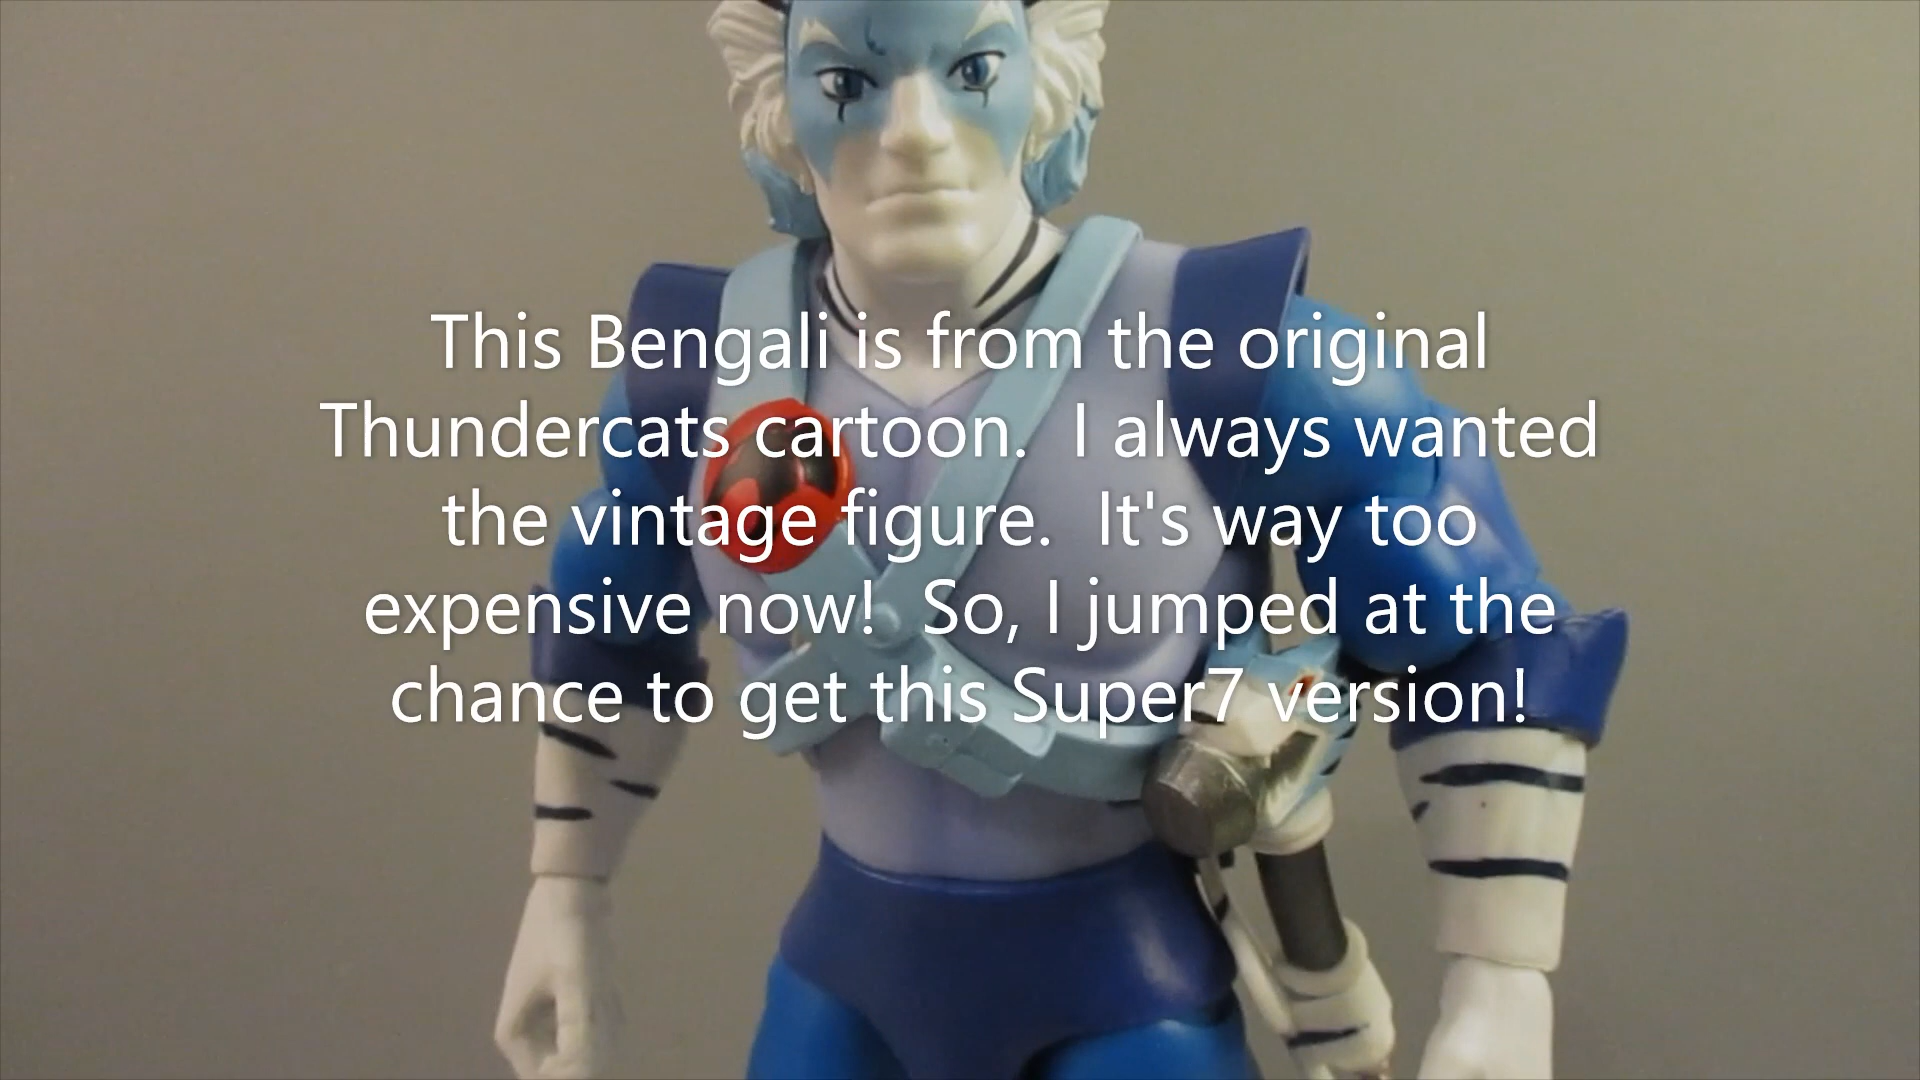 This Bengali is from the original
Thundercats cartoon.  I always wanted
the vintage figure.  It's way too
expensive now!  So, I jumped at the
chance to get this Super7 version!